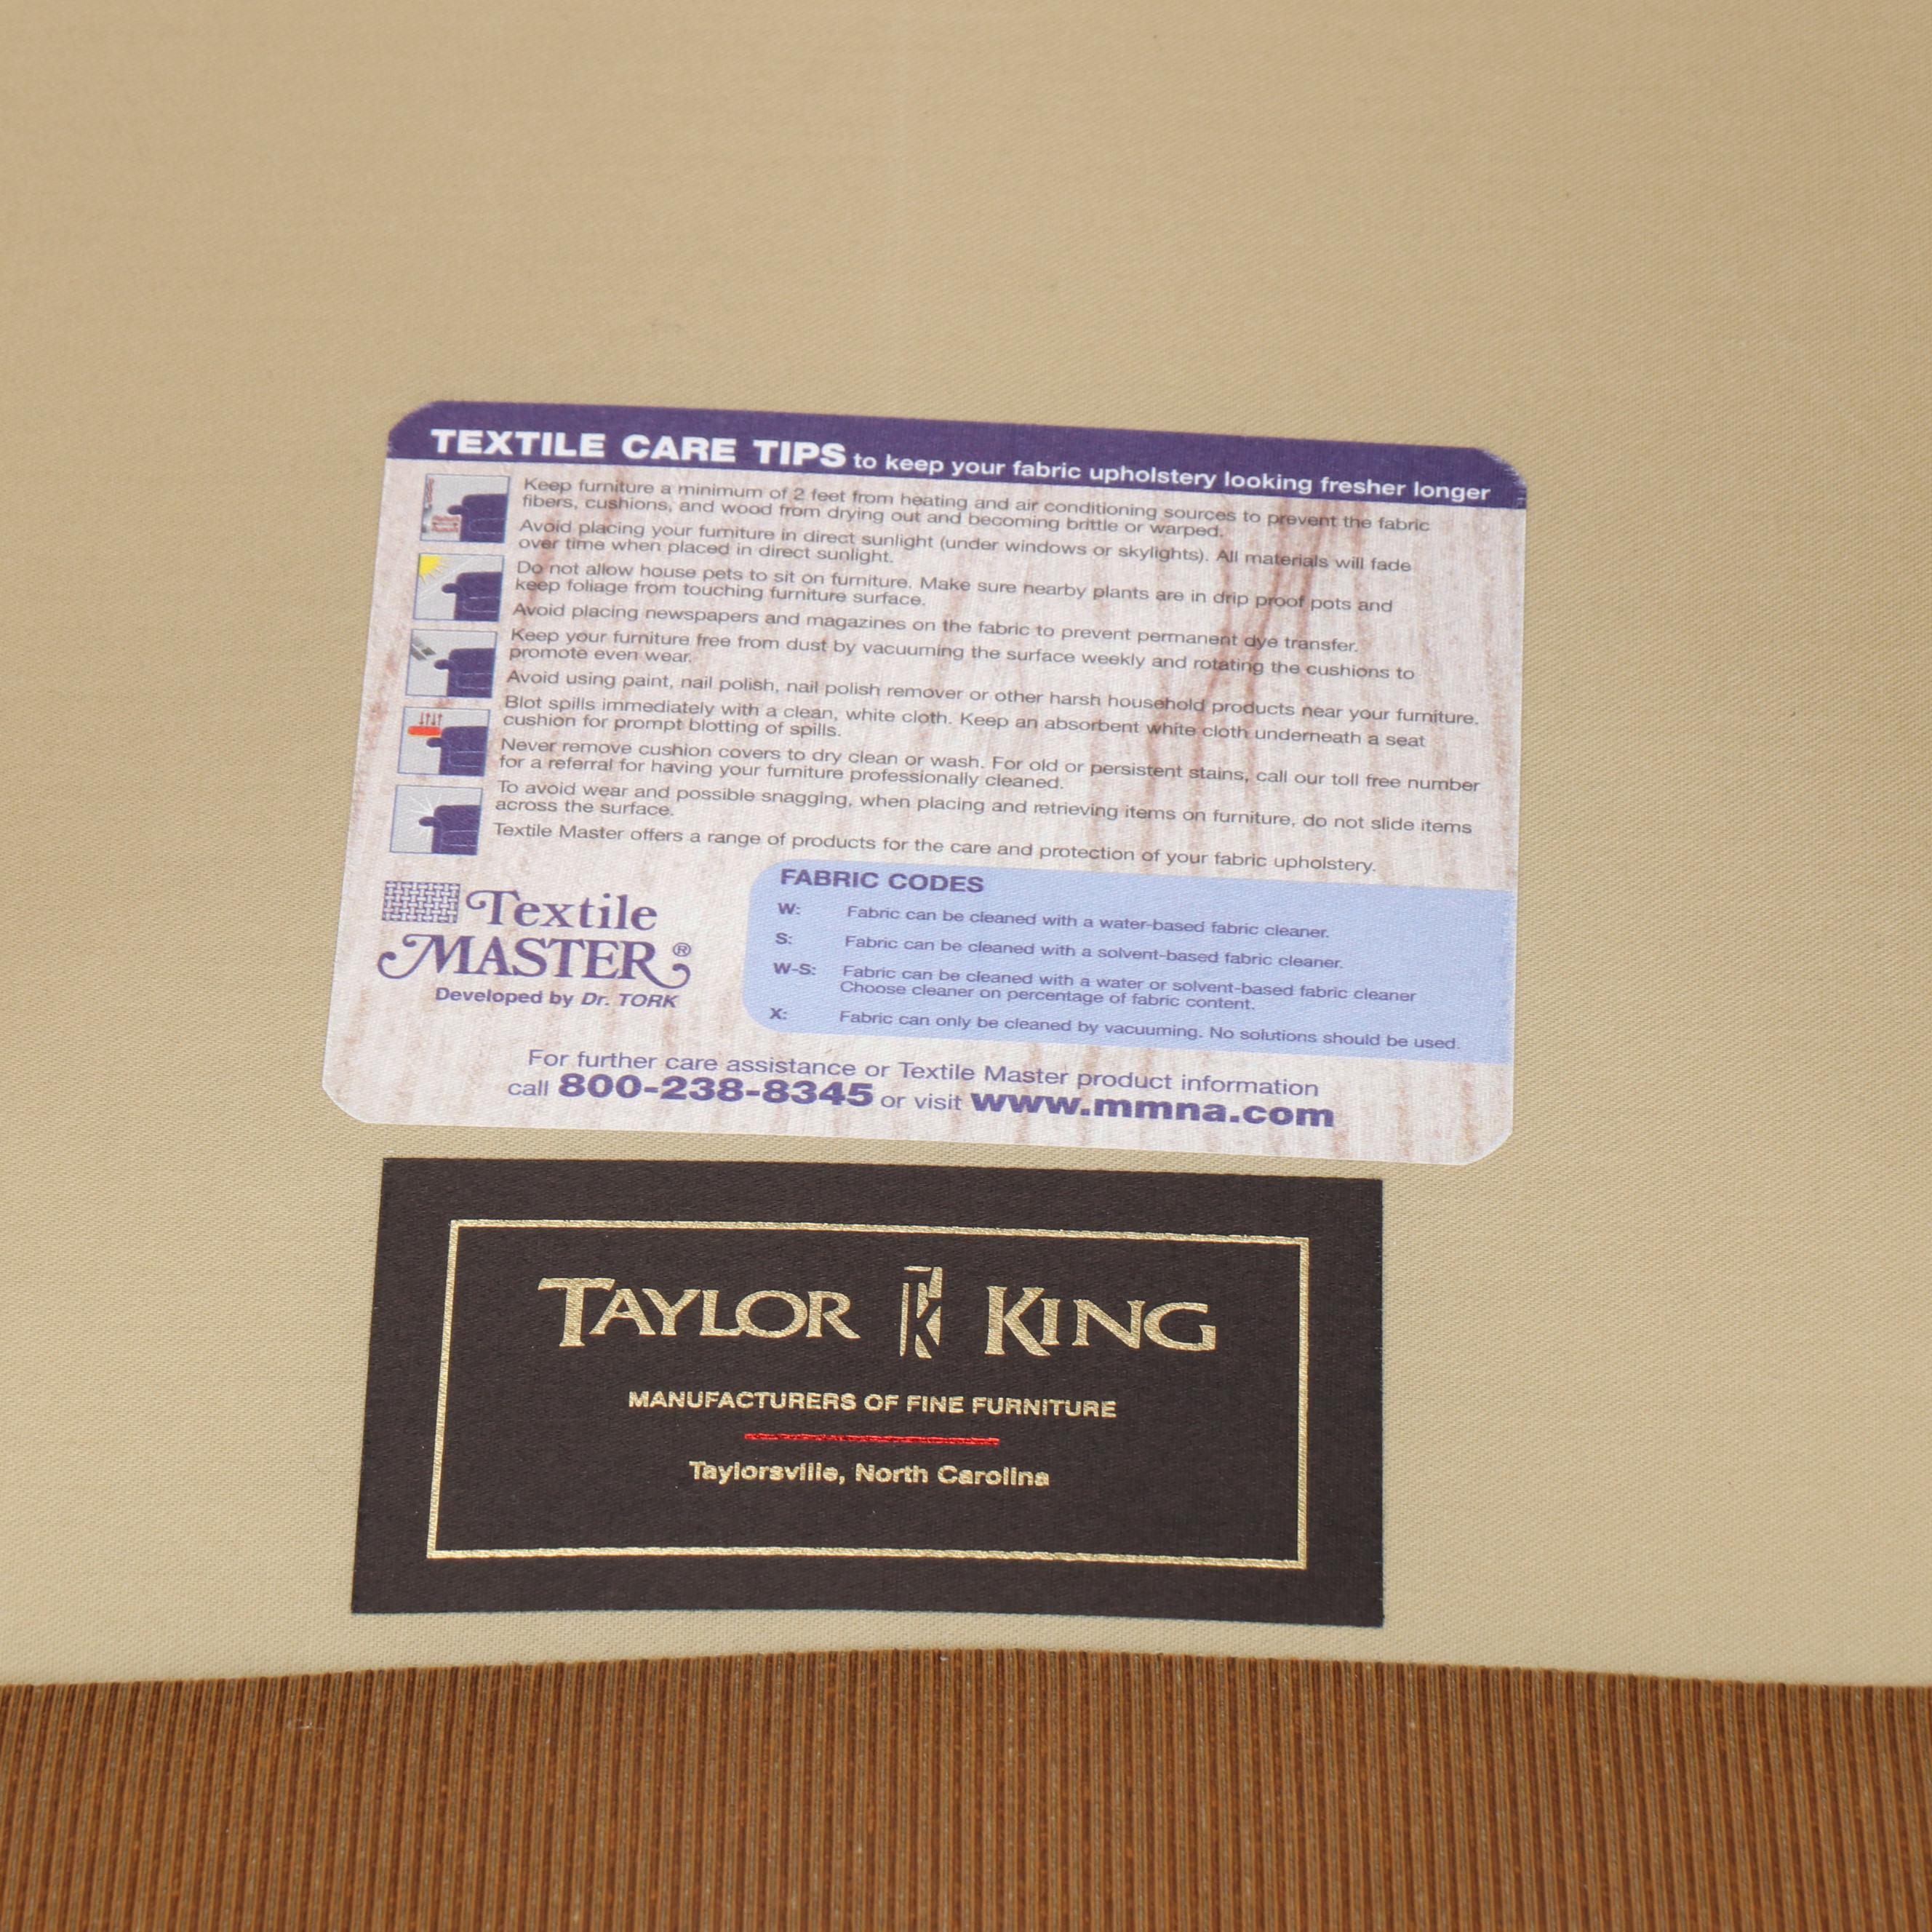 TEXTILE CARE TIPS to keep your fabric upholstery looking fresher longer
Keep furniture a minimum of 2 feet from heating and air conditioning sources to prevent the fabric
fibers, cushions, and wood from drying out and becoming brittle or warped.
Avoid placing your furniture in direct sunlight (under windows or skylights). All materials will fade
over time when placed in direct sunlight.
Do not allow house pets to sit on furniture. Make sure nearby plants are in drip proof pots and
keep foliage from touching furniture surface.
Avoid placing newspapers and magazines on the fabric to prevent permanent dye transfer.
Keep your furniture free from dust by vacuuming the surface weekly and rotating the cushions to
promote even wear.
Avoid using paint, nail polish, nail polish remover or other harsh household products near your furniture.
Blot spills immediately with a clean, white cloth. Keep an absorbent white cloth underneath a seat
cushion for prompt blotting of spills.
Never remove cushion covers to dry clean or wash. For old or persistent stains, call our toll free number
for a referral for having your furniture professionally cleaned.
To avoid wear and possible snagging, when placing and retrieving items on furniture, do not slide items
across the surface.
Textile Master offers a range of products for the care and protection of your fabric upholstery.
Textile
MASTER®
Developed by Dr. TORK
FABRIC CODES
W: Fabric can be cleaned with a water-based fabric cleaner.
S: Fabric can be cleaned with a solvent-based fabric cleaner.
W-S: Fabric can be cleaned with a water or solvent-based fabric cleaner
Choose cleaner on percentage of fabric content.
X: Fabric can only be cleaned by vacuuming. No solutions should be used.
For further care assistance or Textile Master product information
call 800-238-8345 or visit www.mmna.com
TAYLOR TK KING
MANUFACTURERS OF FINE FURNITURE
Taylorsville, North Carolina